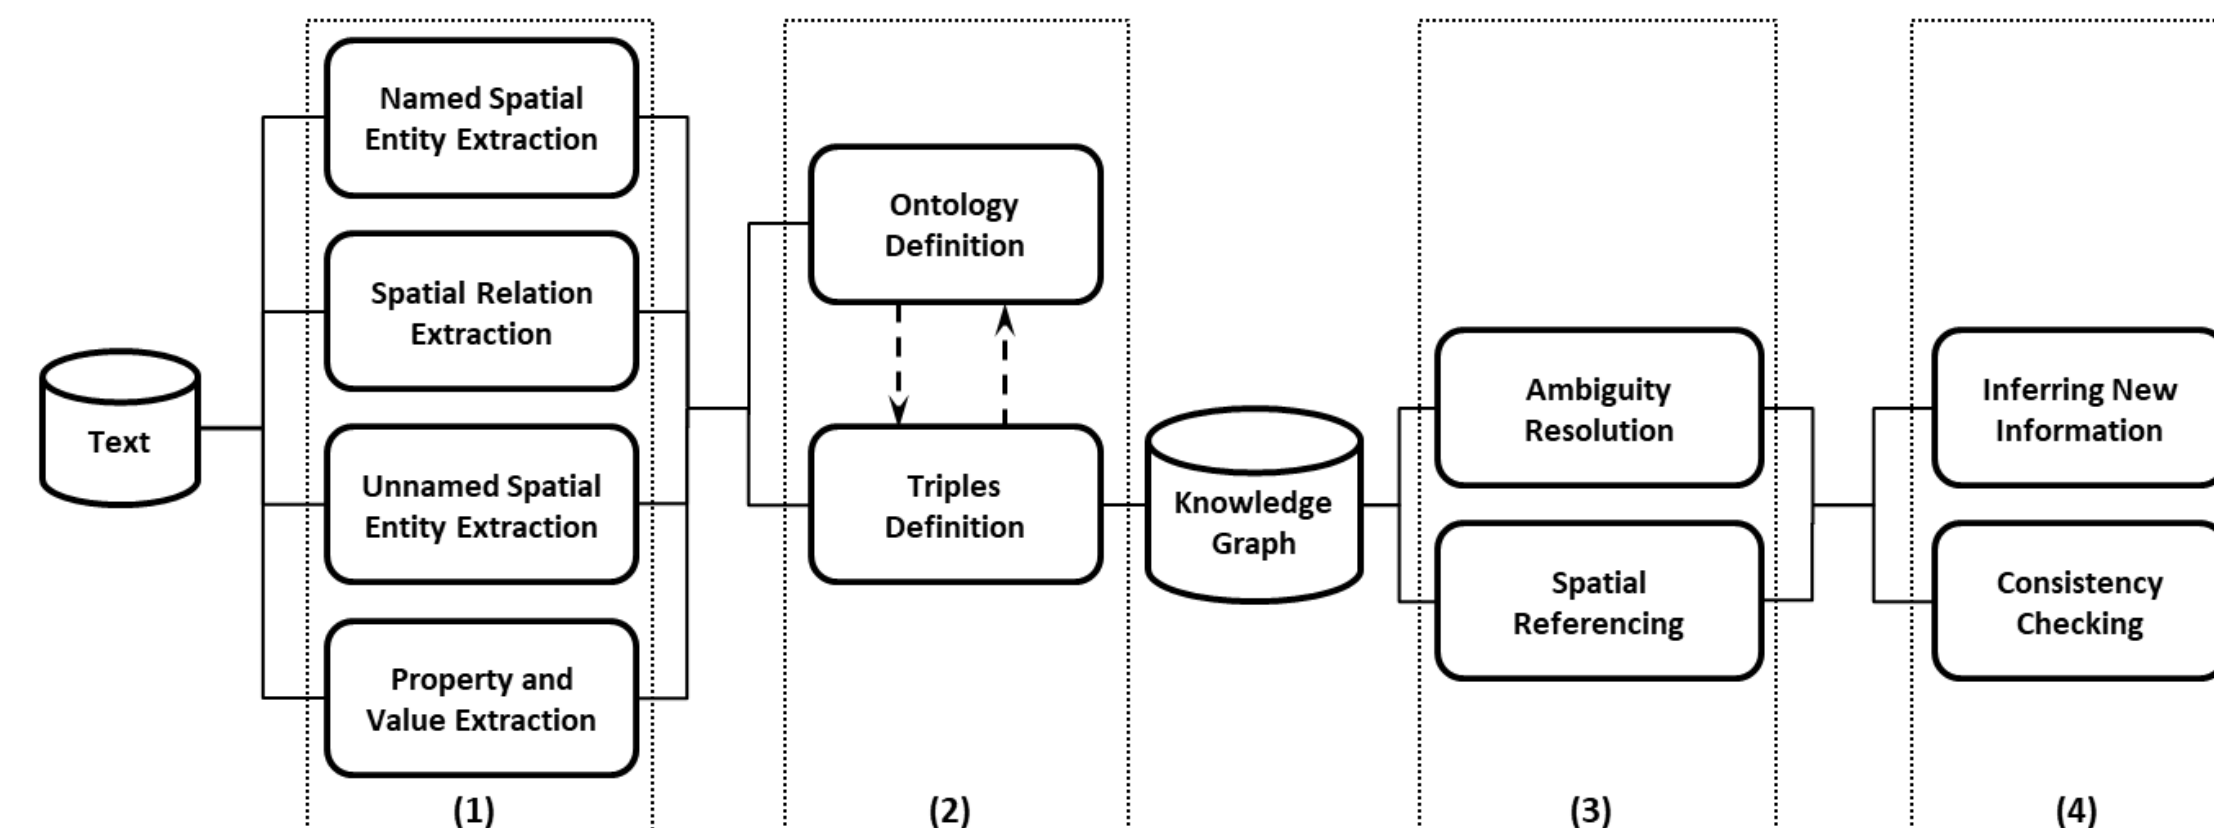 Text
Named Spatial
Entity Extraction
Spatial Relation
Extraction
Unnamed Spatial
Entity Extraction
Property and
Value Extraction
(1)
Ontology
Definition
Triples
Definition
(2)
Knowledge
Graph
Ambiguity
Resolution
Spatial
Referencing
(3)
Inferring New
Information
Consistency
Checking
(4)